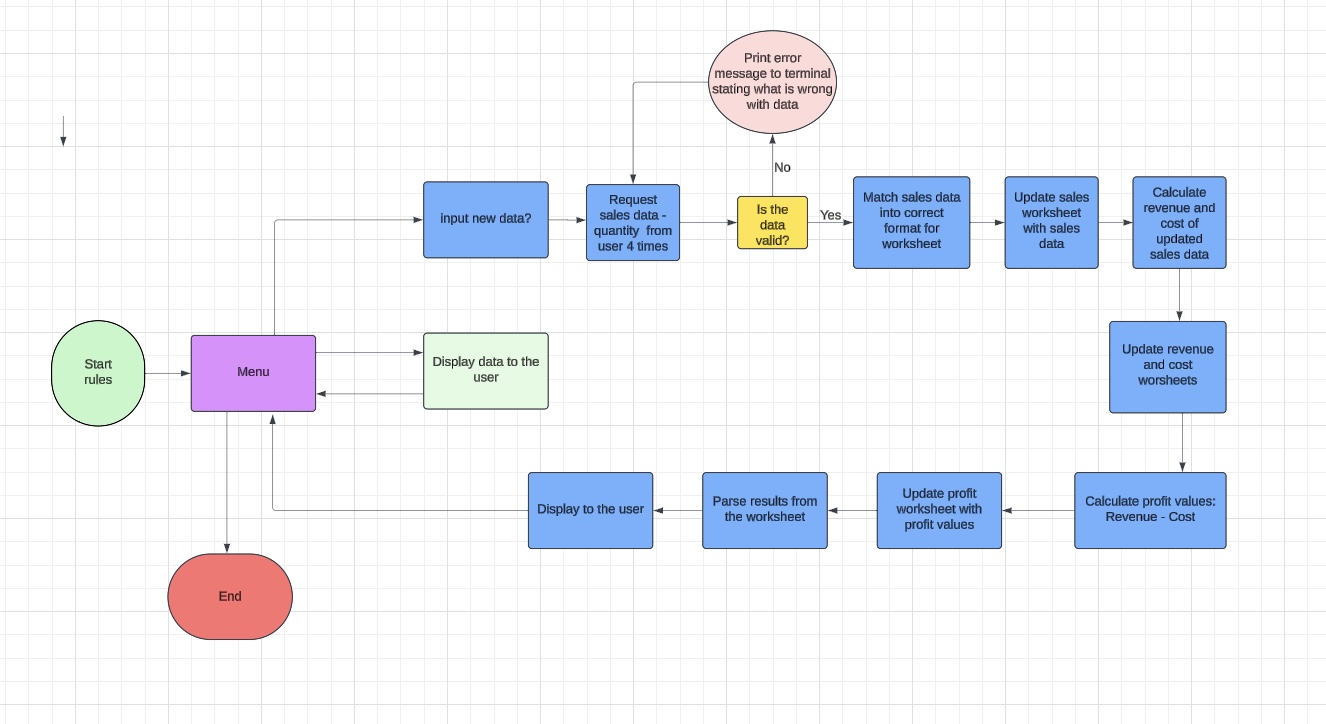 Print error
message to terminal
stating what is wrong
with data
No
input new data?
Request
sales data -
quantity from
user 4 times
Is the
data
valid?
Yes
Match sales data
into correct
format for
worksheet
Update sales
worksheet
with sales
data
Calculate
revenue and
cost of
updated
sales data
Start
rules
Menu
Display data to the
user
Update revenue
and cost
worsheets
Display to the user
Parse results from
the worksheet
Update profit
worksheet with
profit values
Calculate profit values:
Revenue - Cost
End